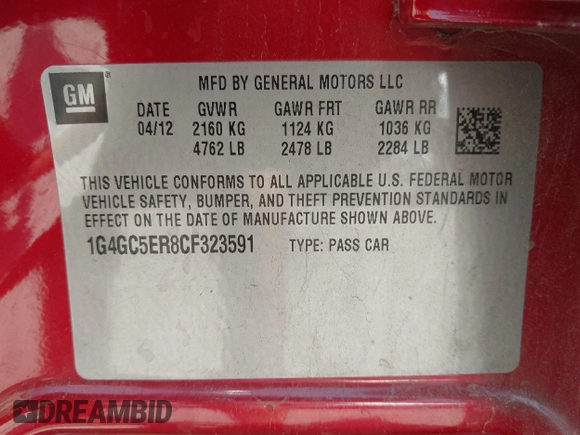 GM
®
MFD BY GENERAL MOTORS LLC
DATE GVWR GAWR FRT GAWR RR
04/12 2160 KG 1124 KG 1036 KG
4762 LB 2478 LB 2284 LB
THIS VEHICLE CONFORMS TO ALL APPLICABLE U.S. FEDERAL MOTOR
VEHICLE SAFETY, BUMPER, AND THEFT PREVENTION STANDARDS IN
EFFECT ON THE DATE OF MANUFACTURE SHOWN ABOVE.
1G4GC5ER8CF323591 TYPE: PASS CAR
DREAMBID